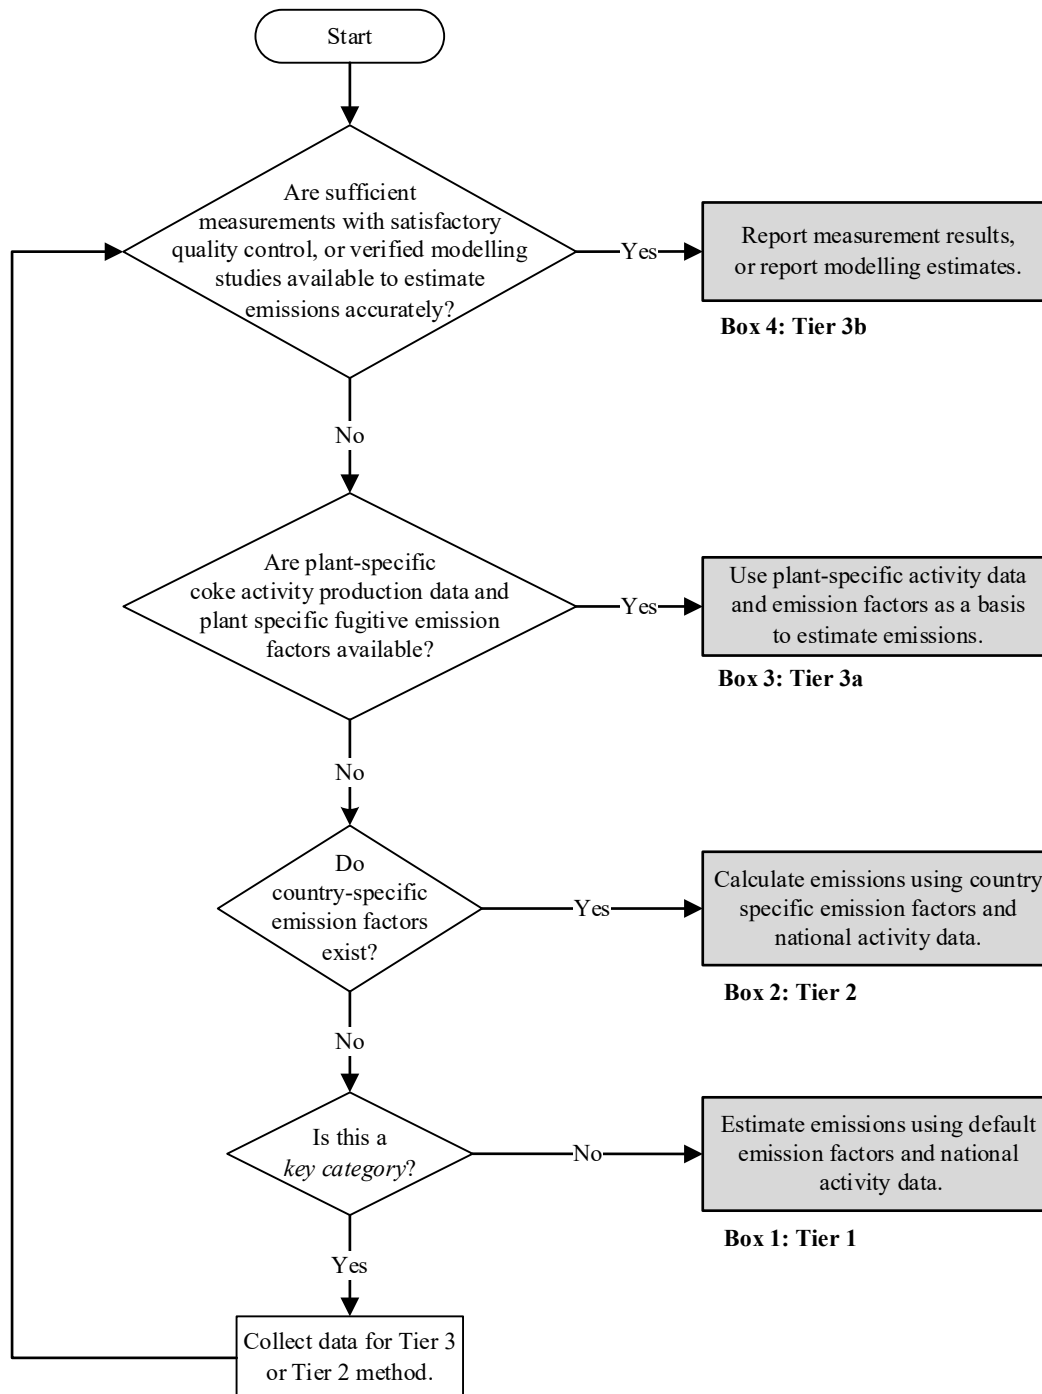 Start
Are sufficient
measurements with satisfactory
quality control, or verified modelling
studies available to estimate
emissions accurately?
Yes
Report measurement results,
or report modelling estimates.
Box 4: Tier 3b
No
Are plant-specific
coke activity production data and
plant specific fugitive emission
factors available?
Yes
Use plant-specific activity data
and emission factors as a basis
to estimate emissions.
Box 3: Tier 3a
No
Do
country-specific
emission factors
exist?
Yes
Calculate emissions using country
specific emission factors and
national activity data.
Box 2: Tier 2
No
Is this a
key category?
No
Estimate emissions using default
emission factors and national
activity data.
Box 1: Tier 1
Yes
Collect data for Tier 3
or Tier 2 method.